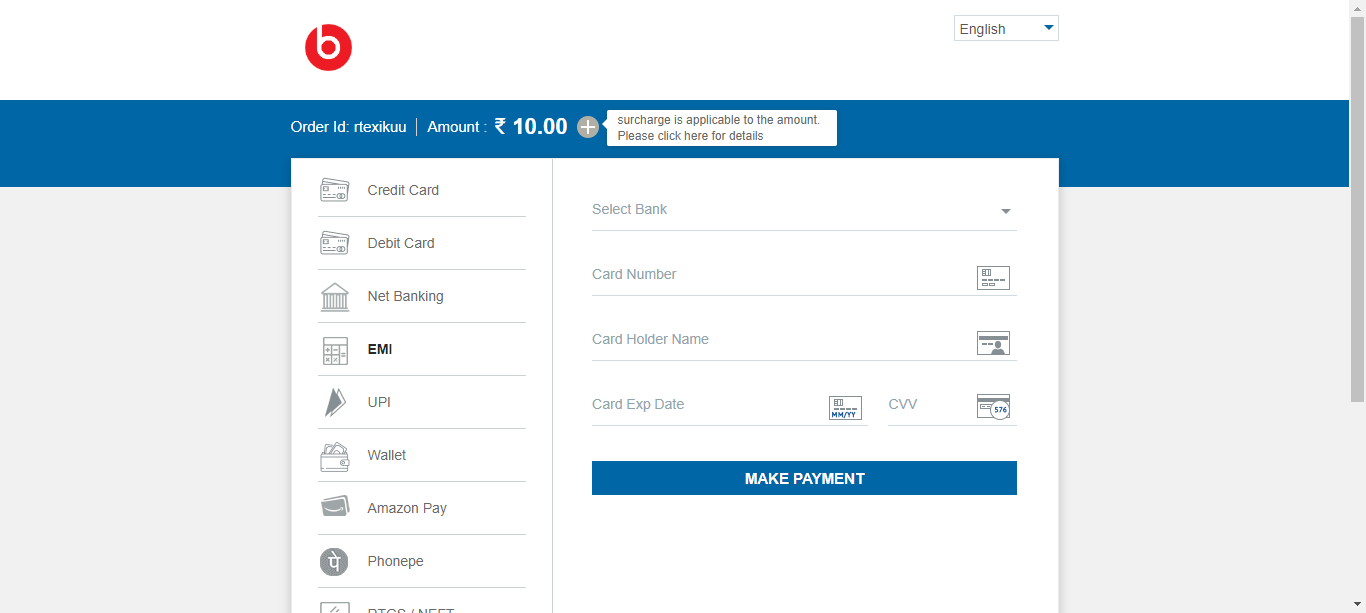 b
English
Order Id: rtexikuu
Amount : ₹ 10.00
surcharge is applicable to the amount.
Please click here for details
Credit Card
Debit Card
Net Banking
EMI
UPI
Wallet
Amazon Pay
पे
Phonepe
RTGS / NEFT
Select Bank
Card Number
Card Holder Name
Card Exp Date
MM/YY
CVV
576
MAKE PAYMENT